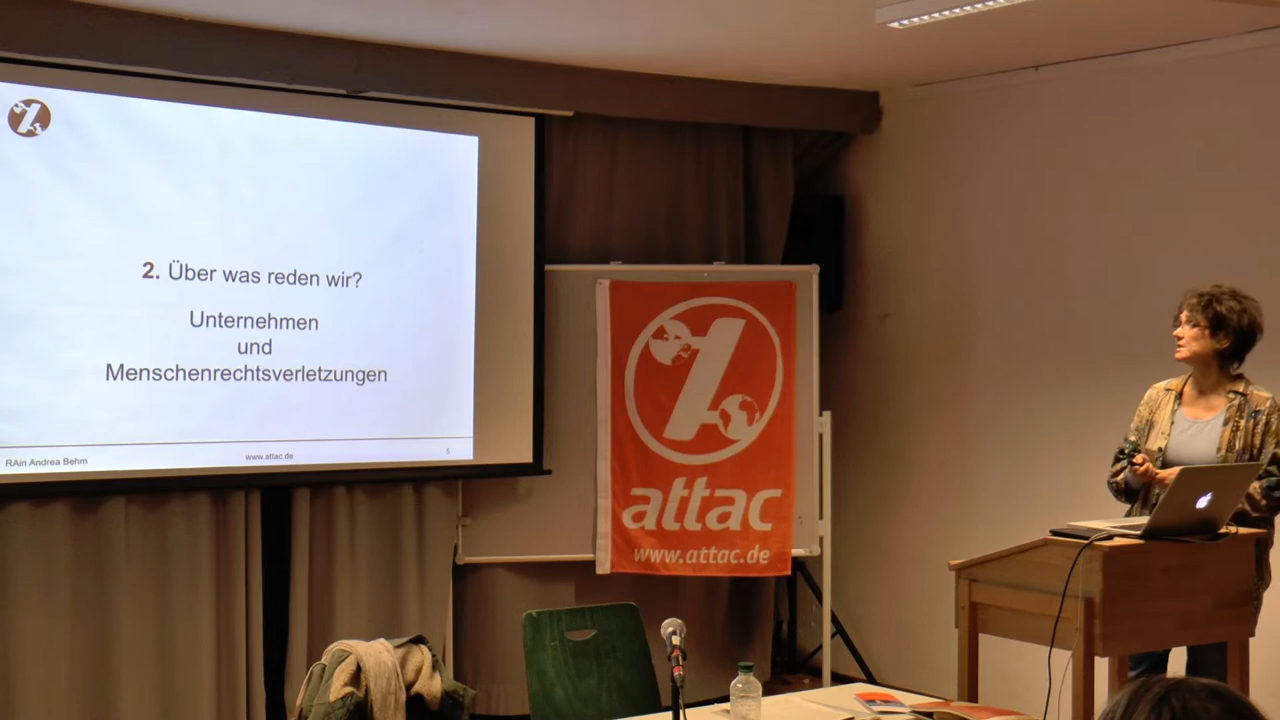 2. Über was reden wir?
Unternehmen
und
Menschenrechtsverletzungen
RAin Andrea Behm
www.attac.de
5
attac
www.attac.de